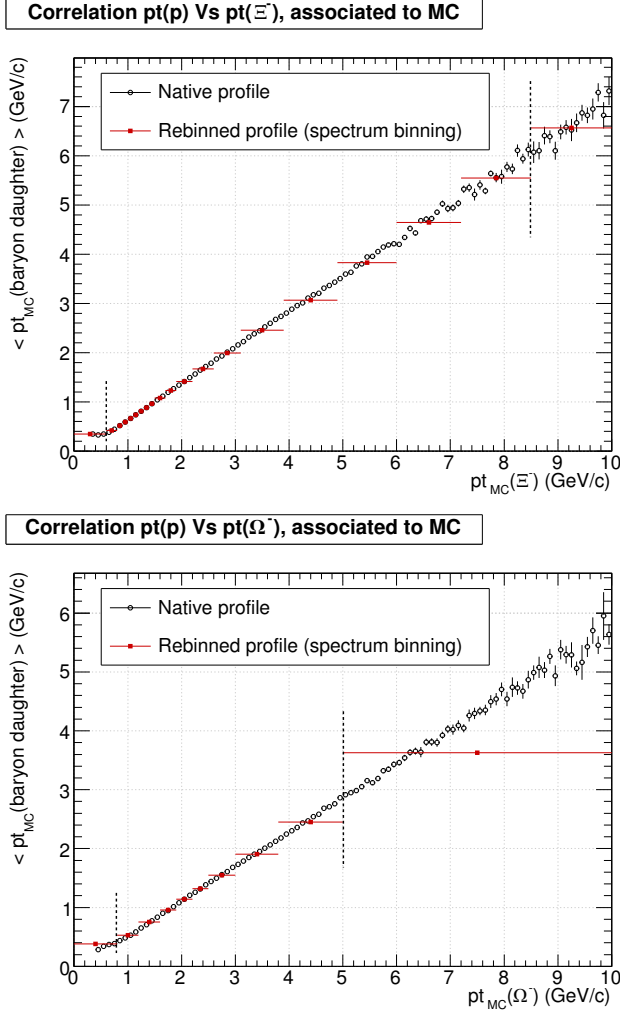 Correlation pt(p) Vs pt(Ξ⁻), associated to MC
< pt_MC(baryon daughter) > (GeV/c)
Native profile
Rebinned profile (spectrum binning)
7
6
5
4
3
2
1
0
0 1 2 3 4 5 6 7 8 9 10
pt_MC(Ξ⁻) (GeV/c)
Correlation pt(p) Vs pt(Ω⁻), associated to MC
< pt_MC(baryon daughter) > (GeV/c)
Native profile
Rebinned profile (spectrum binning)
6
5
4
3
2
1
0
0 1 2 3 4 5 6 7 8 9 10
pt_MC(Ω⁻) (GeV/c)